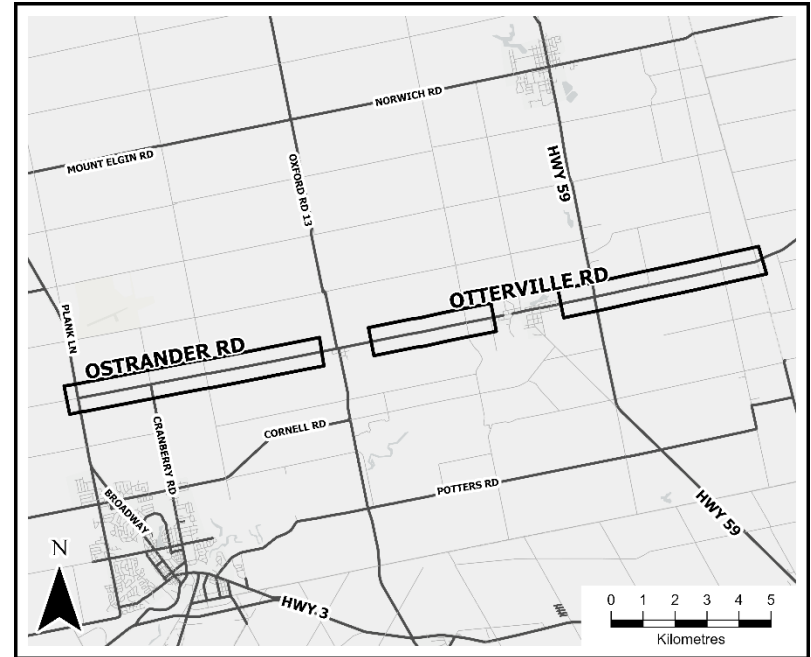 NORWICH RD
MOUNT ELGIN RD
HWY 59
OXFORD RD 13
OTTERVILLE RD
PLANK LN
OSTRANDER RD
CRANBERRY RD
CORNELL RD
BROADWAY
POTTERS RD
HWY 59
HWY 3
N
0 1 2 3 4 5
Kilometres